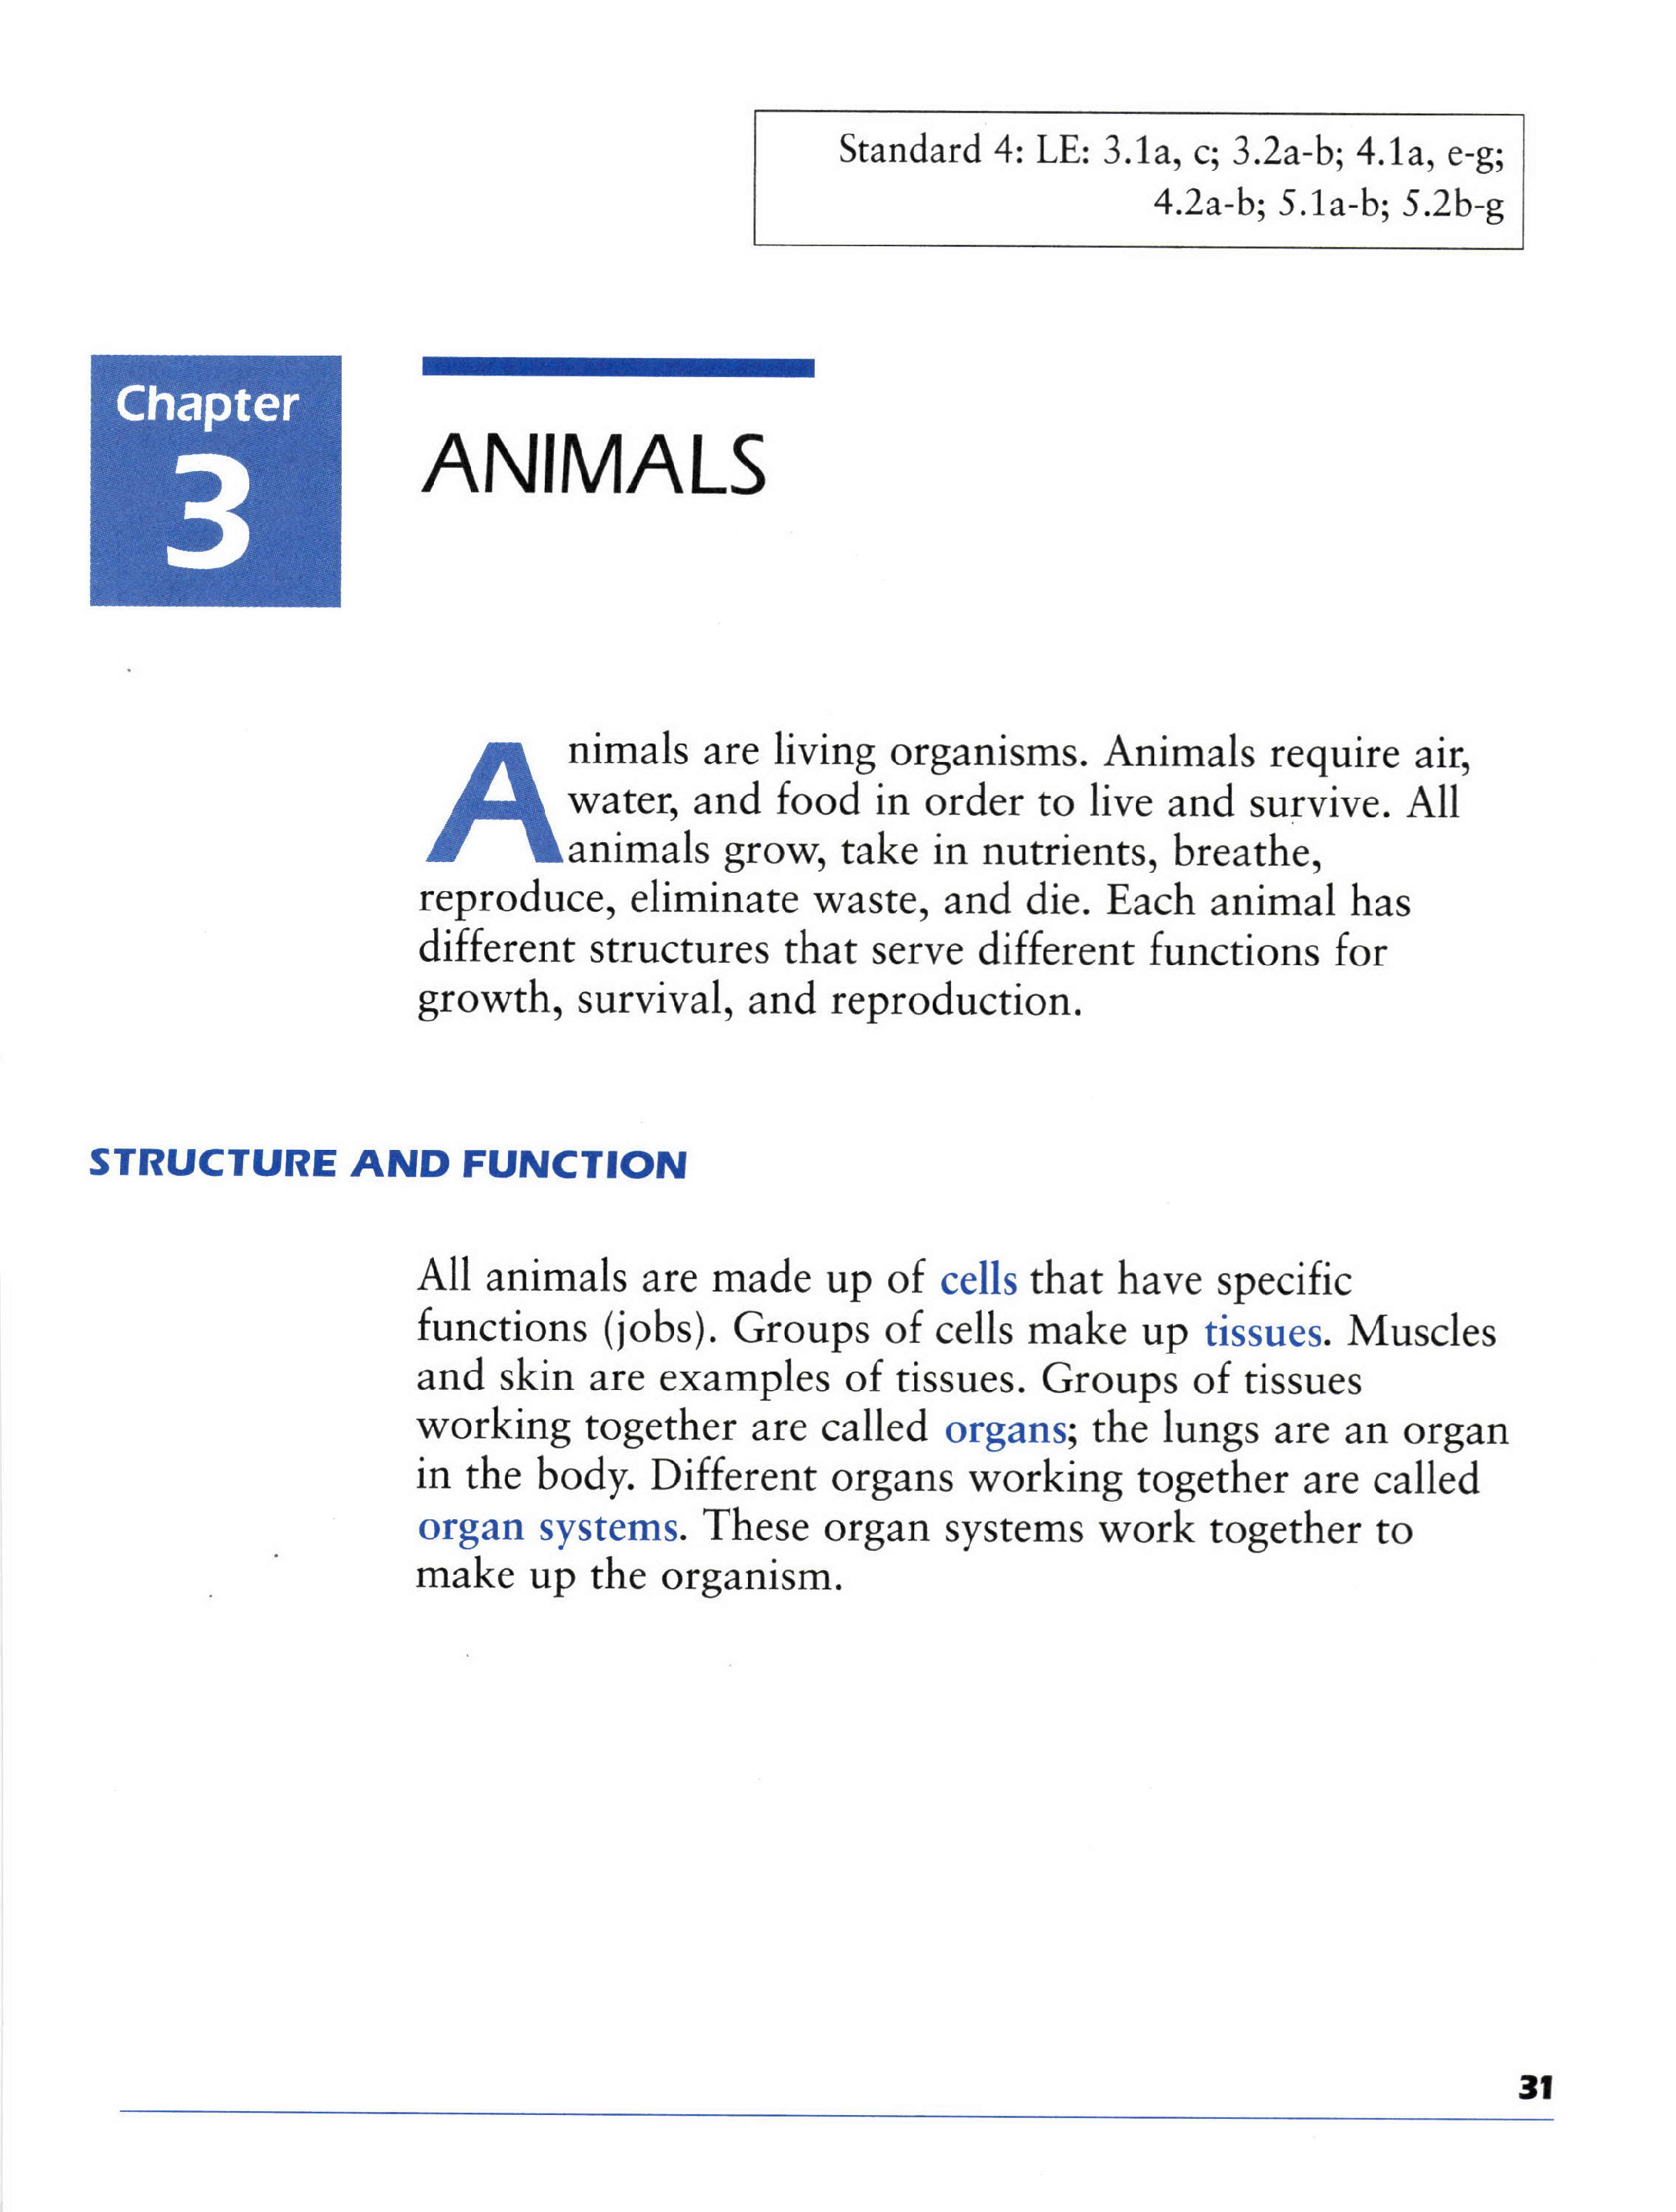 Standard 4: LE: 3.1a, c; 3.2a-b; 4.1a, e-g;
4.2a-b; 5.1a-b; 5.2b-g
Chapter
3
ANIMALS
Animals are living organisms. Animals require air,
water, and food in order to live and survive. All
animals grow, take in nutrients, breathe,
reproduce, eliminate waste, and die. Each animal has
different structures that serve different functions for
growth, survival, and reproduction.
STRUCTURE AND FUNCTION
All animals are made up of cells that have specific
functions (jobs). Groups of cells make up tissues. Muscles
and skin are examples of tissues. Groups of tissues
working together are called organs; the lungs are an organ
in the body. Different organs working together are called
organ systems. These organ systems work together to
make up the organism.
31